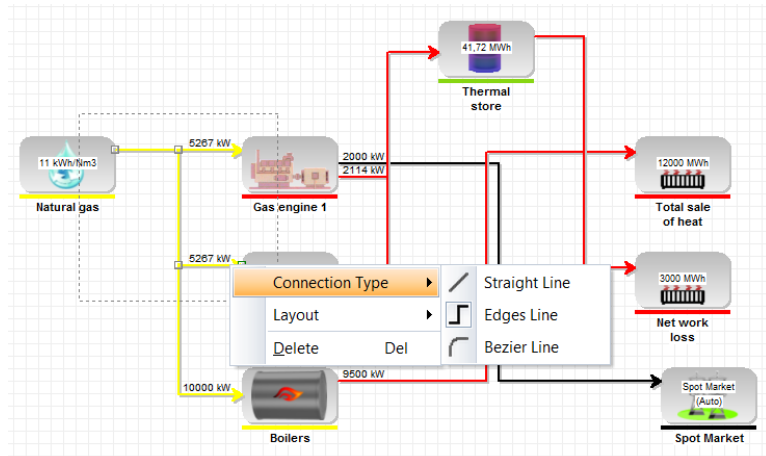 41,72 MWh
Thermal
store
5267 kW
11 kWh/Nm3
Natural gas
Gas engine 1
2000 kW
2114 kW
12000 MWh
Total sale
of heat
5267 kW
Connection Type
Straight Line
Layout
Edges Line
Delete Del
Bezier Line
3000 MWh
Net work
loss
10000 kW
9500 kW
Boilers
Spot Market
(Auto)
Spot Market